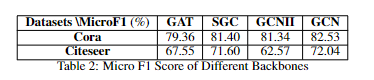 Datasets \MicroF1 (%) GAT SGC GCNII GCN
Cora 79.36 81.40 81.34 82.53
Citeseer 67.55 71.60 62.57 72.04
Table 2: Micro F1 Score of Different Backbones